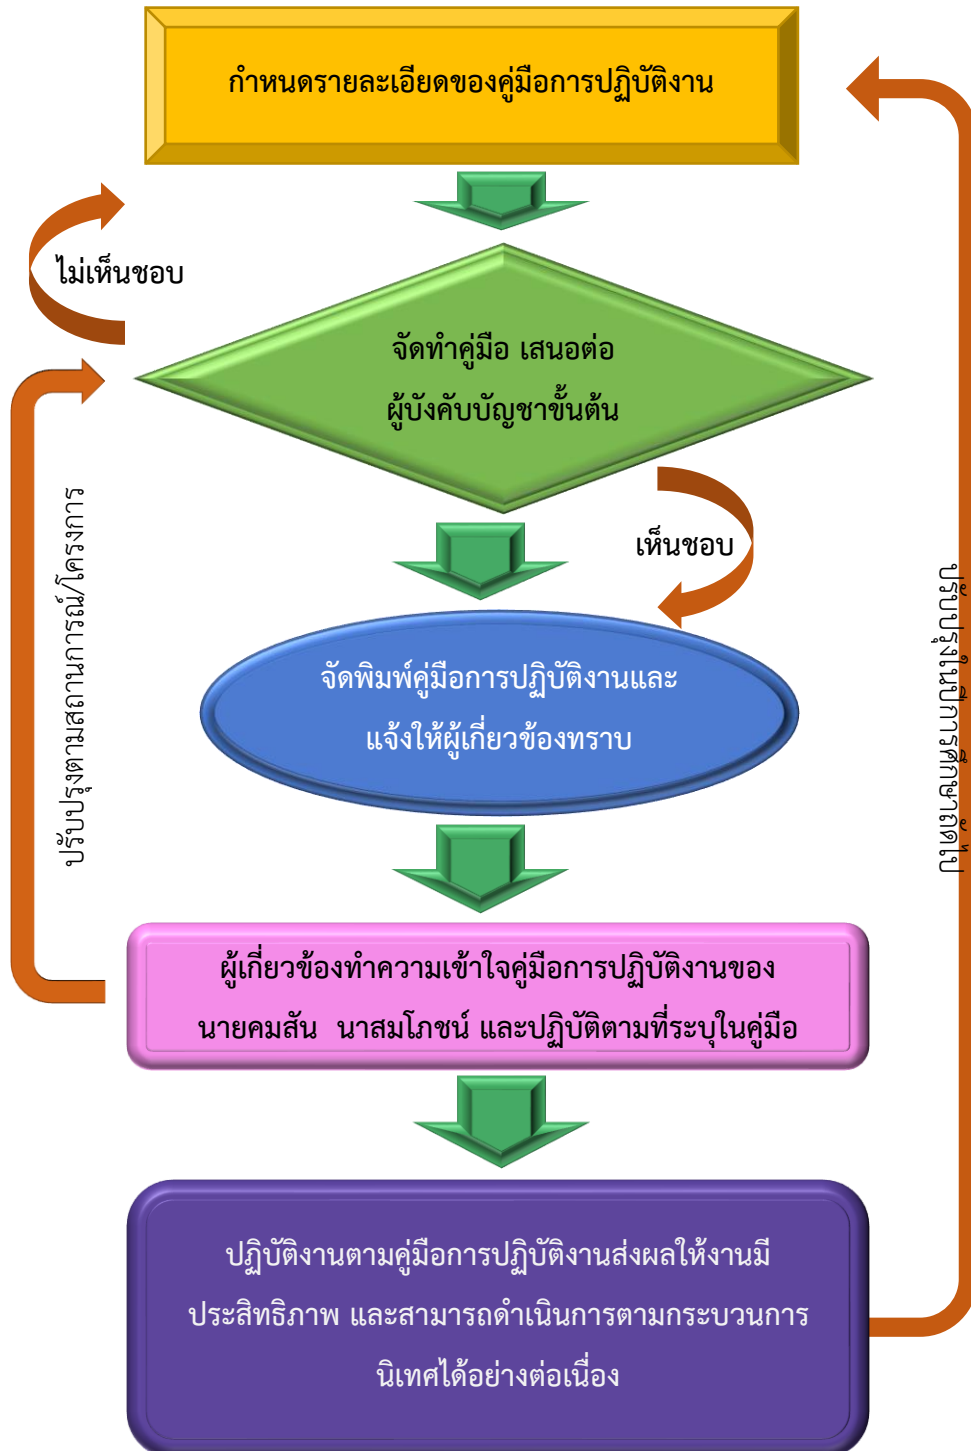 กำหนดรายละเอียดของคู่มือการปฏิบัติงาน
ไม่เห็นชอบ
จัดทำคู่มือ เสนอต่อ
ผู้บังคับบัญชาขั้นต้น
เห็นชอบ
จัดพิมพ์คู่มือการปฏิบัติงานและ
แจ้งให้ผู้เกี่ยวข้องทราบ
ปรับปรุงตามสถานการณ์/โครงการ
ปรับปรุงในปีการศึกษาถัดไป
ผู้เกี่ยวข้องทำความเข้าใจคู่มือการปฏิบัติงานของ
นายคมสัน นาสมโภชน์ และปฏิบัติตามที่ระบุในคู่มือ
ปฏิบัติงานตามคู่มือการปฏิบัติงานส่งผลให้งานมี
ประสิทธิภาพ และสามารถดำเนินการตามกระบวนการ
นิเทศได้อย่างต่อเนื่อง